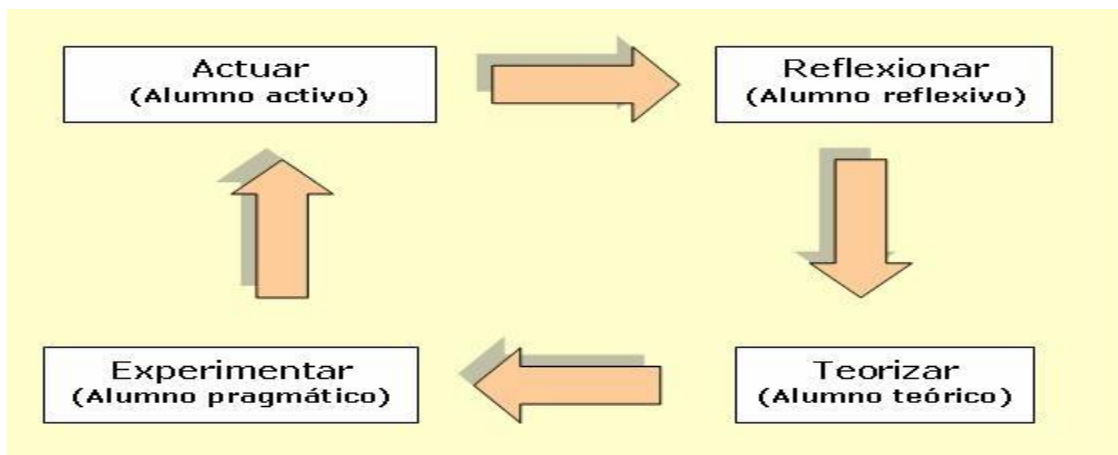 Actuar
(Alumno activo)
Reflexionar
(Alumno reflexivo)
Experimentar
(Alumno pragmático)
Teorizar
(Alumno teórico)